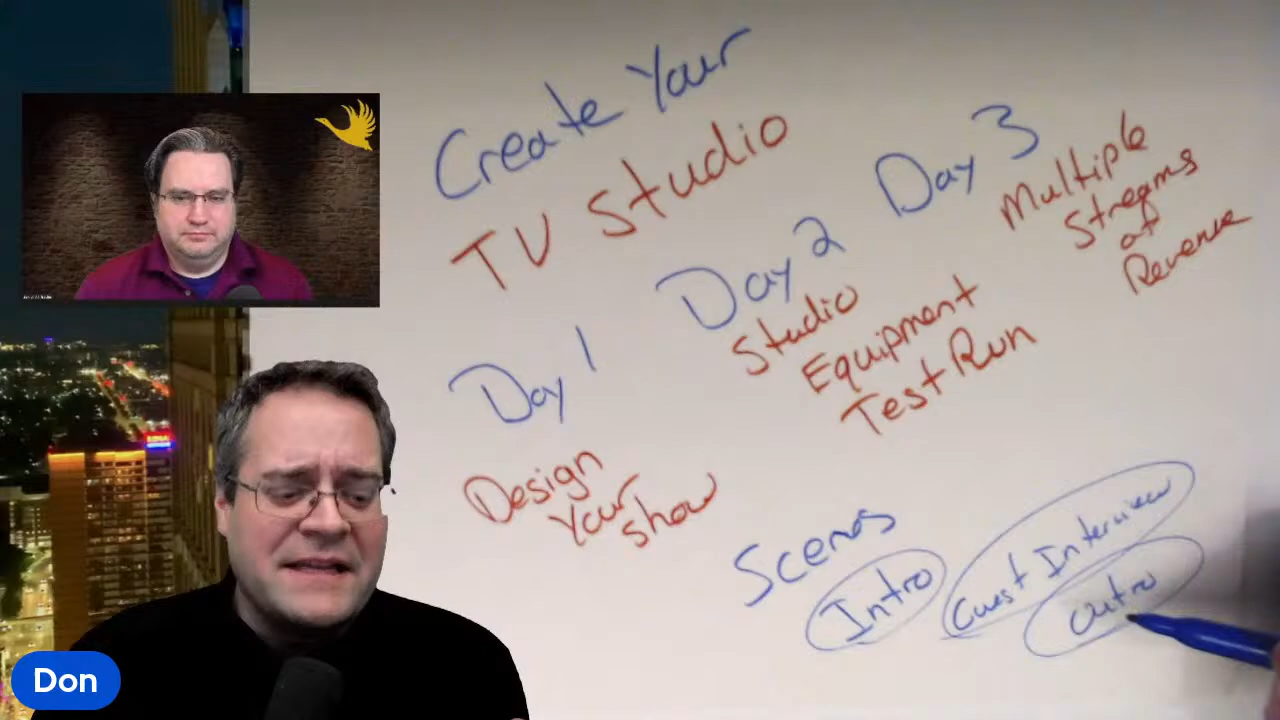 Create Your
TV Studio
Day 1
Design
Your
Show
Day 2
Studio
Equipment
Test Run
Day 3
Multiple
Streams
of
Revenue
Scenes
Intro
Guest Interview
Outro
Don